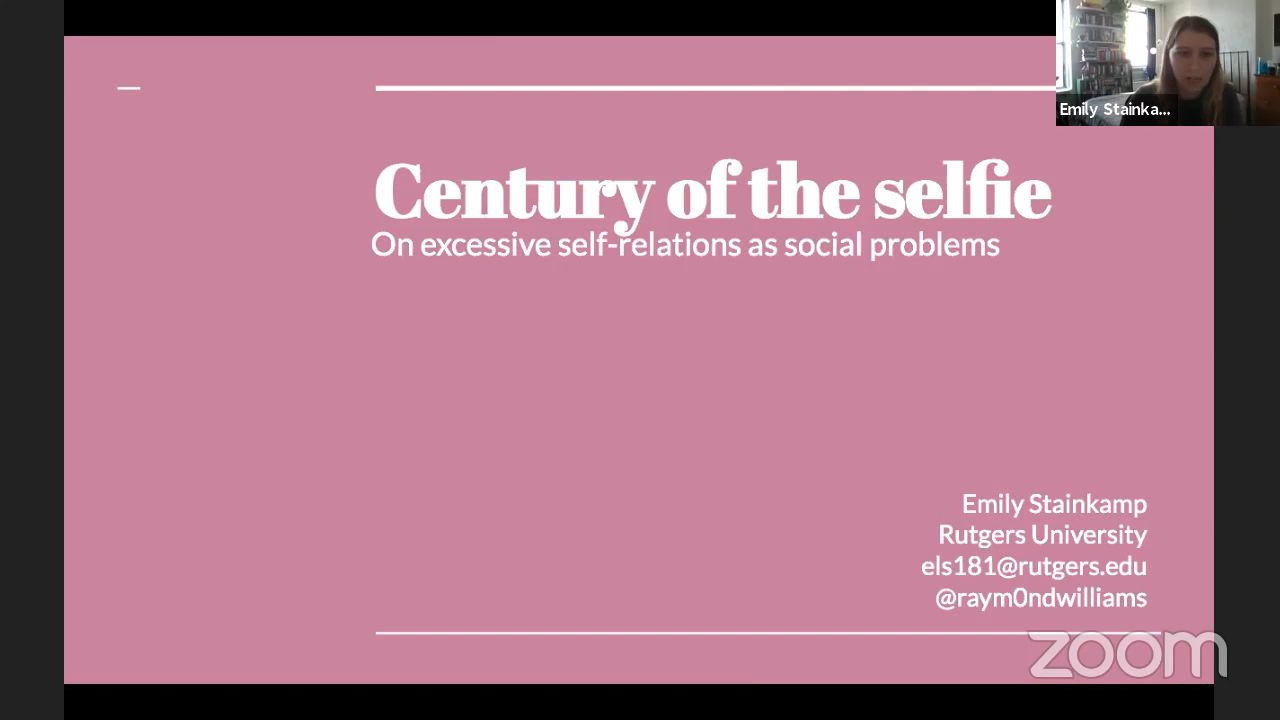 Emily Stainka...
Century of the selfie
On excessive self-relations as social problems
Emily Stainkamp
Rutgers University
els181@rutgers.edu
@raym0ndwilliams
zoom